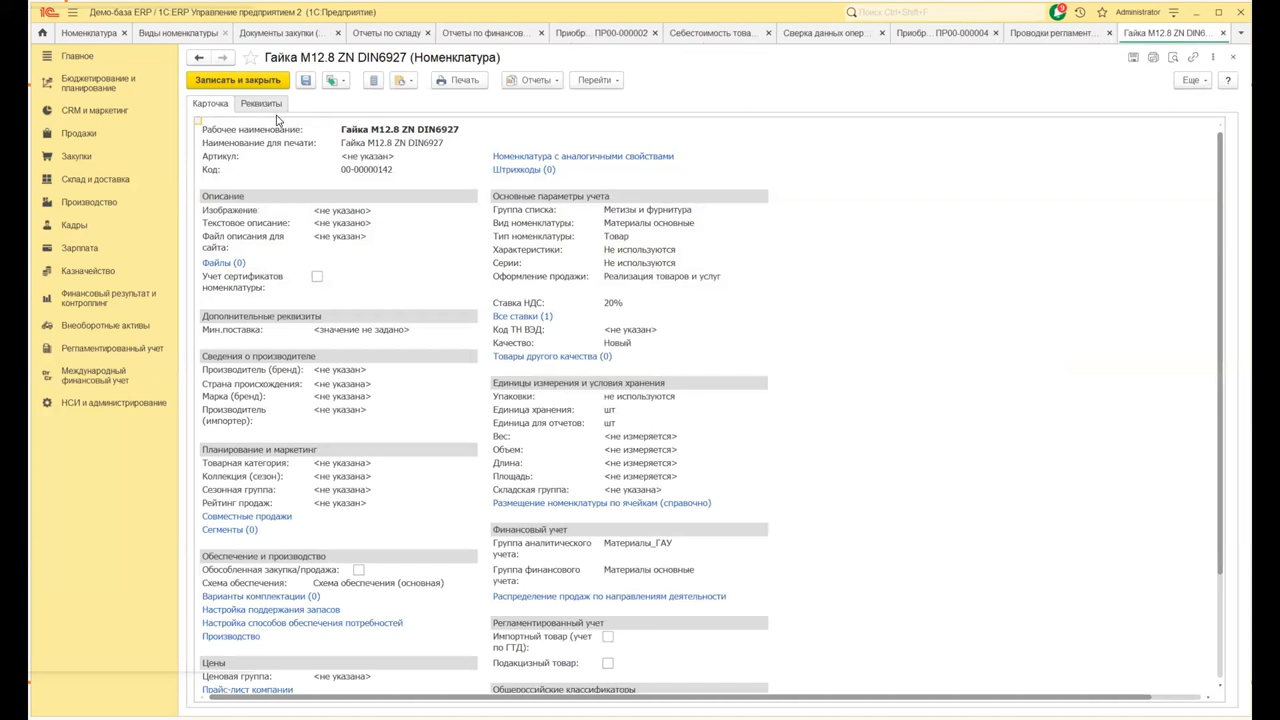 Демо-база ERP / 1С:ERP Управление предприятием 2 (1С:Предприятие)
Поиск Ctrl+Shift+F
Administrator
Номенклатура
Виды номенклатуры
Документы закупки (...
Отчеты по складу
Отчеты по финансов...
Приобр... ПР00-000002
Себестоимость това...
Сверка данных опер...
Приобр... ПР00-000004
Проводки регламент...
Гайка М12.8 ZN DIN6...
Главное
Бюджетирование и
планирование
CRM и маркетинг
Продажи
Закупки
Склад и доставка
Производство
Кадры
Зарплата
Казначейство
Финансовый результат и
контроллинг
Внеоборотные активы
Регламентированный учет
Международный
финансовый учет
НСИ и администрирование
Гайка М12.8 ZN DIN6927 (Номенклатура)
Записать и закрыть
Печать
Отчеты
Перейти
Еще
?
Карточка
Реквизиты
Рабочее наименование: Гайка М12.8 ZN DIN6927
Наименование для печати: Гайка М12.8 ZN DIN6927
Артикул: <не указан>
Код: 00-00000142
Номенклатура с аналогичными свойствами
Штрихкоды (0)
Описание
Изображение: <не указано>
Текстовое описание: <не указано>
Файл описания для
сайта: <не указан>
Файлы (0)
Учет сертификатов
номенклатуры:
Дополнительные реквизиты
Мин.поставка: <значение не задано>
Сведения о производителе
Производитель (бренд): <не указан>
Страна происхождения: <не указана>
Марка (бренд): <не указана>
Производитель
(импортер): <не указан>
Планирование и маркетинг
Товарная категория: <не указана>
Коллекция (сезон): <не указана>
Сезонная группа: <не указана>
Рейтинг продаж: <не указан>
Совместные продажи
Сегменты (0)
Обеспечение и производство
Обособленная закупка/продажа:
Схема обеспечения: Схема обеспечения (основная)
Варианты комплектации (0)
Настройка поддержания запасов
Настройка способов обеспечения потребностей
Производство
Цены
Ценовая группа: <не указана>
Прайс-лист компании
Основные параметры учета
Группа списка: Метизы и фурнитура
Вид номенклатуры: Материалы основные
Тип номенклатуры: Товар
Характеристики: Не используются
Серии: Не используются
Оформление продажи: Реализация товаров и услуг
Ставка НДС: 20%
Все ставки (1)
Код ТН ВЭД: <не указан>
Качество: Новый
Товары другого качества (0)
Единицы измерения и условия хранения
Упаковки: не используются
Единица хранения: шт
Единица для отчетов: шт
Вес: <не измеряется>
Объем: <не измеряется>
Длина: <не измеряется>
Площадь: <не измеряется>
Складская группа: <не указана>
Размещение номенклатуры по ячейкам (справочно)
Финансовый учет
Группа аналитического
учета: Материалы_ГАУ
Группа финансового
учета: Материалы основные
Распределение продаж по направлениям деятельности
Регламентированный учет
Импортный товар (учет
по ГТД):
Подакцизный товар:
Общероссийские классификаторы